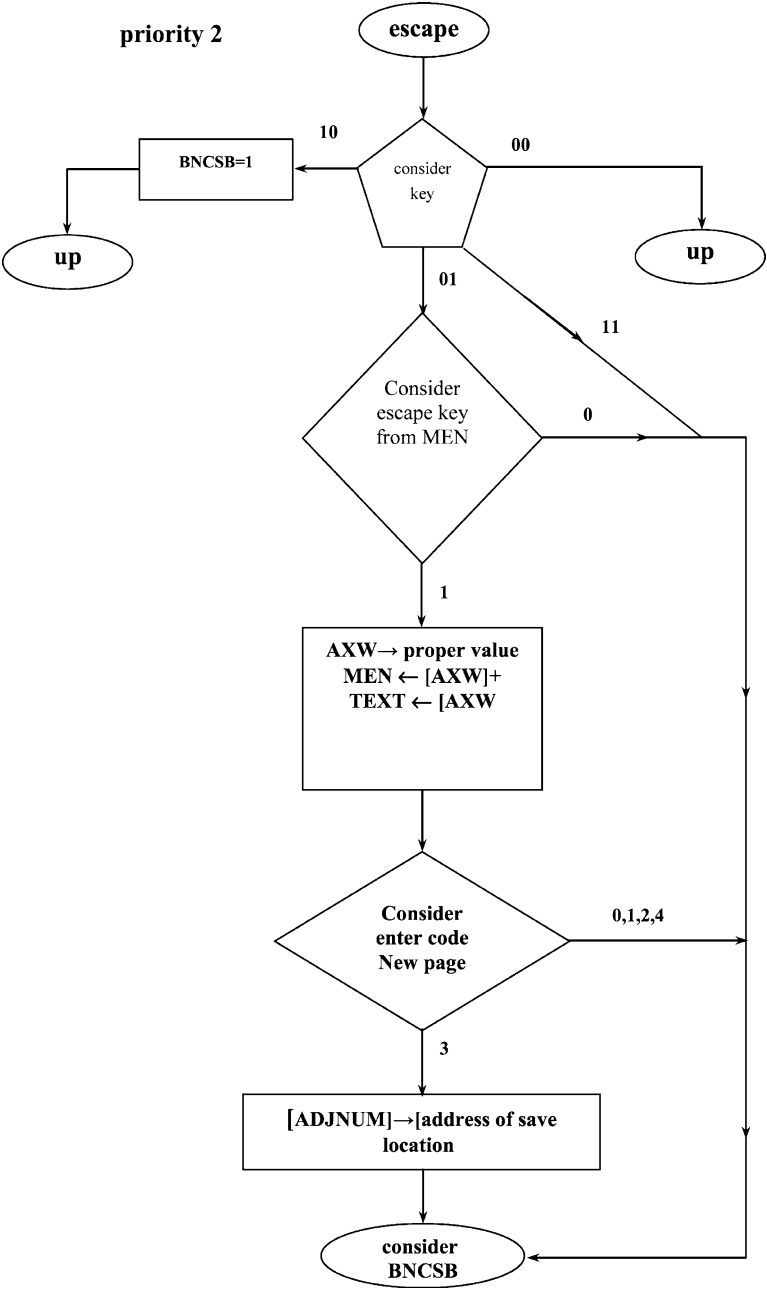 priority 2
escape
10
00
BNCSB=1
consider
key
up
up
01
11
Consider
escape key
from MEN
0
1
AXW→ proper value
MEN ← [AXW]+
TEXT ← [AXW
Consider
enter code
New page
0,1,2,4
3
[ADJNUM]→[address of save
location
consider
BNCSB